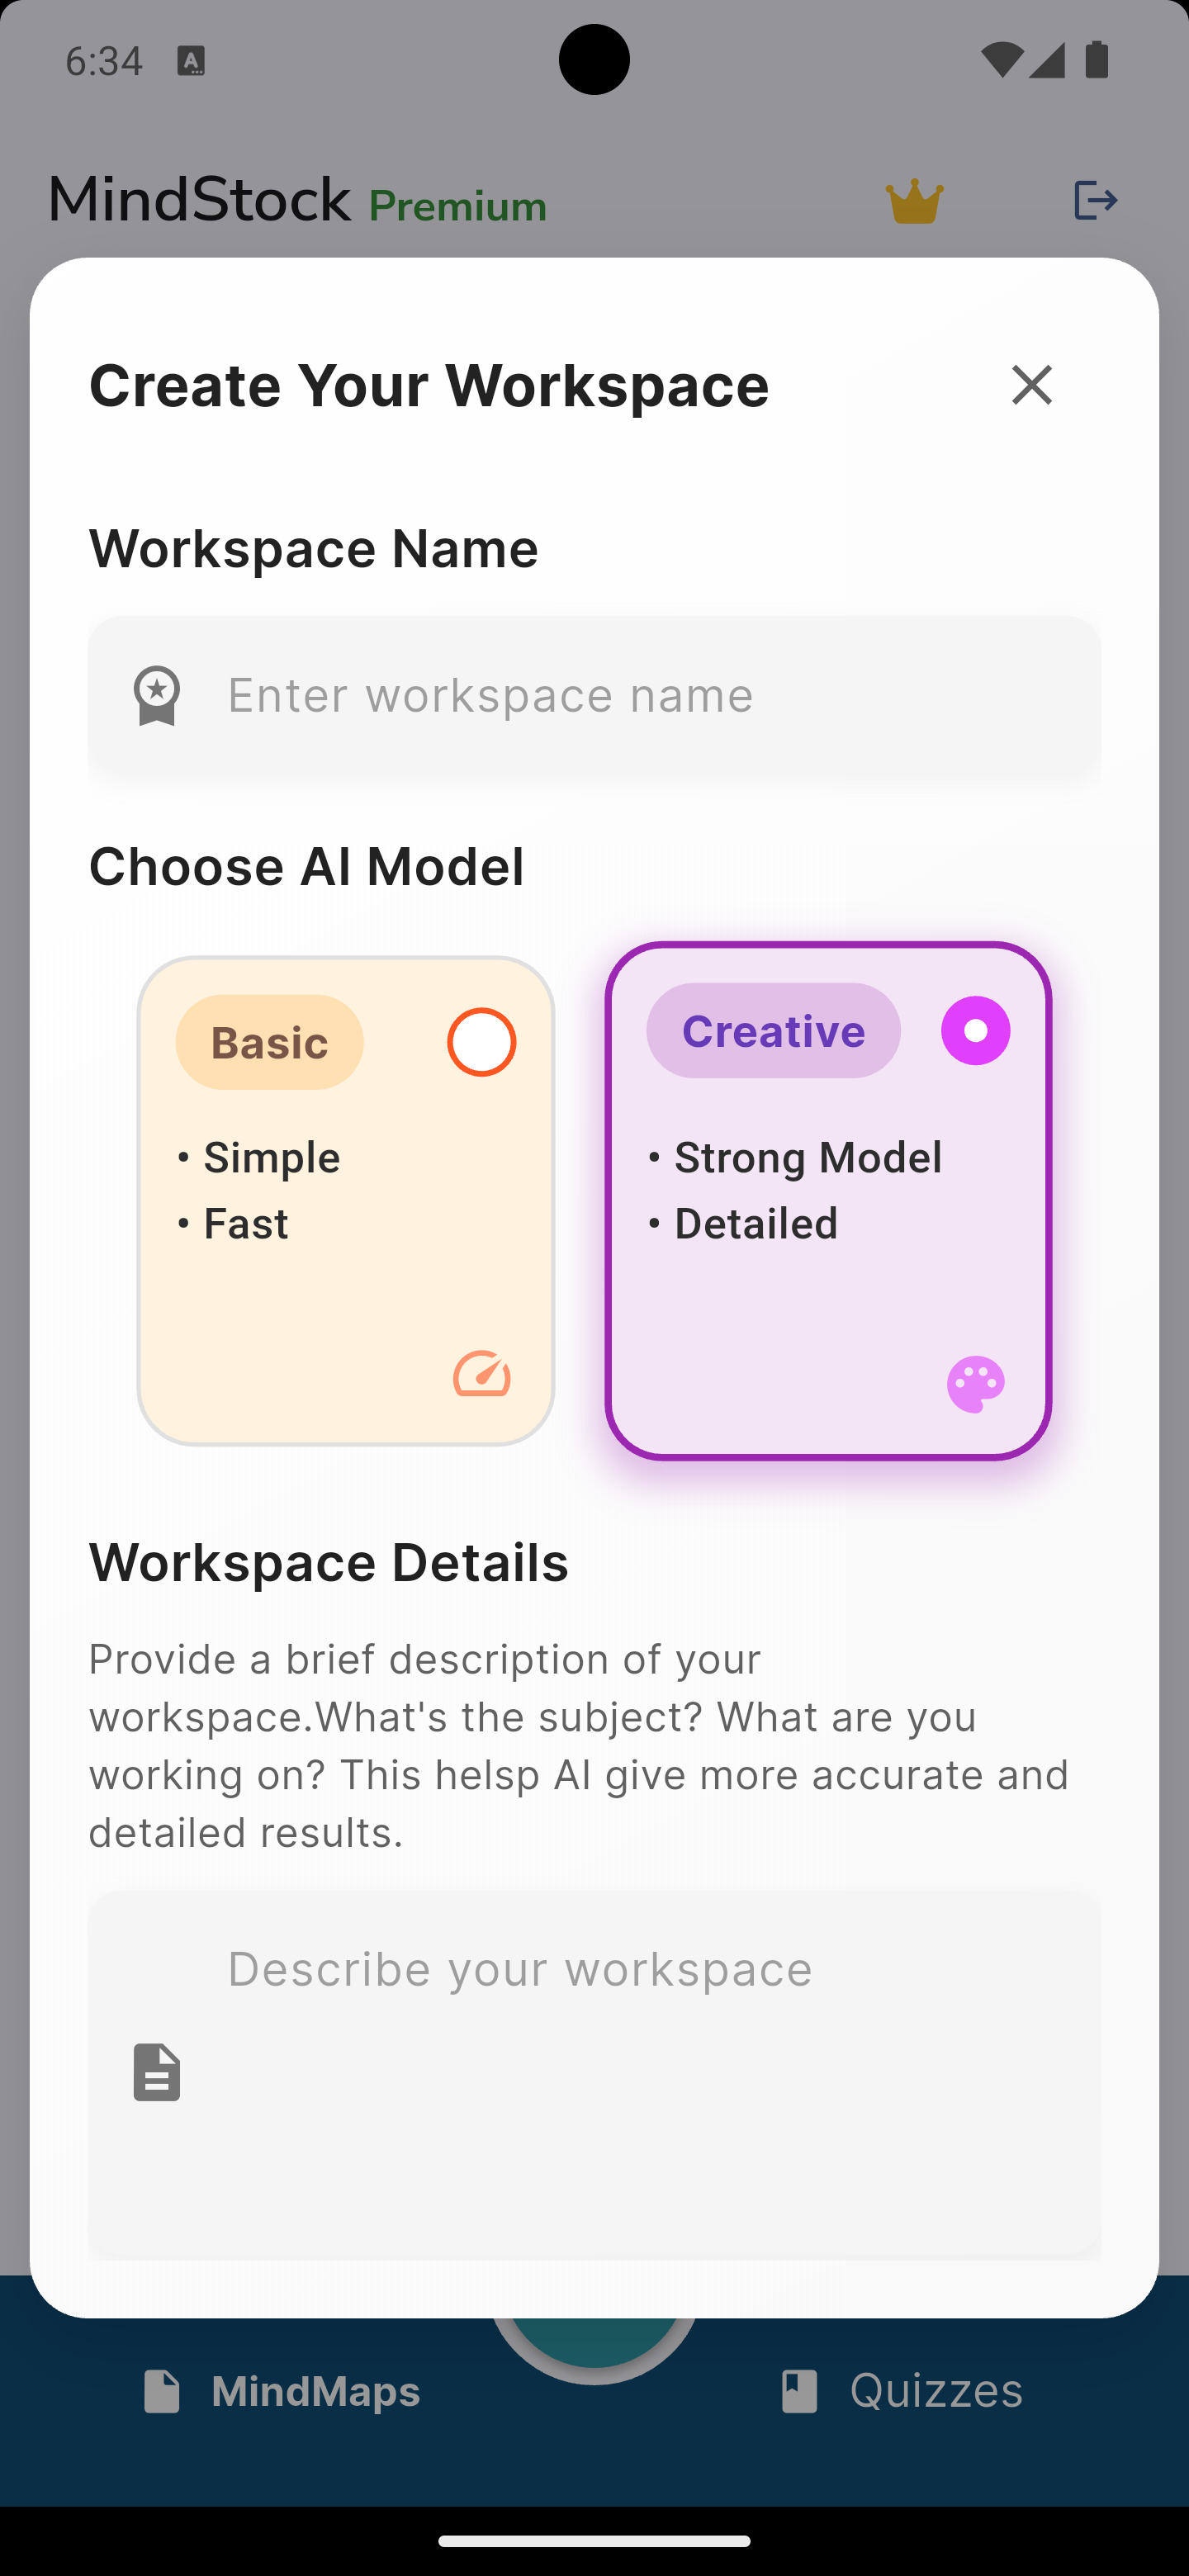 6:34
MindStock Premium
Create Your Workspace
Workspace Name
Enter workspace name
Choose AI Model
Basic
• Simple
• Fast
Creative
• Strong Model
• Detailed
Workspace Details
Provide a brief description of your
workspace.What's the subject? What are you
working on? This helsp AI give more accurate and
detailed results.
Describe your workspace
MindMaps
Quizzes